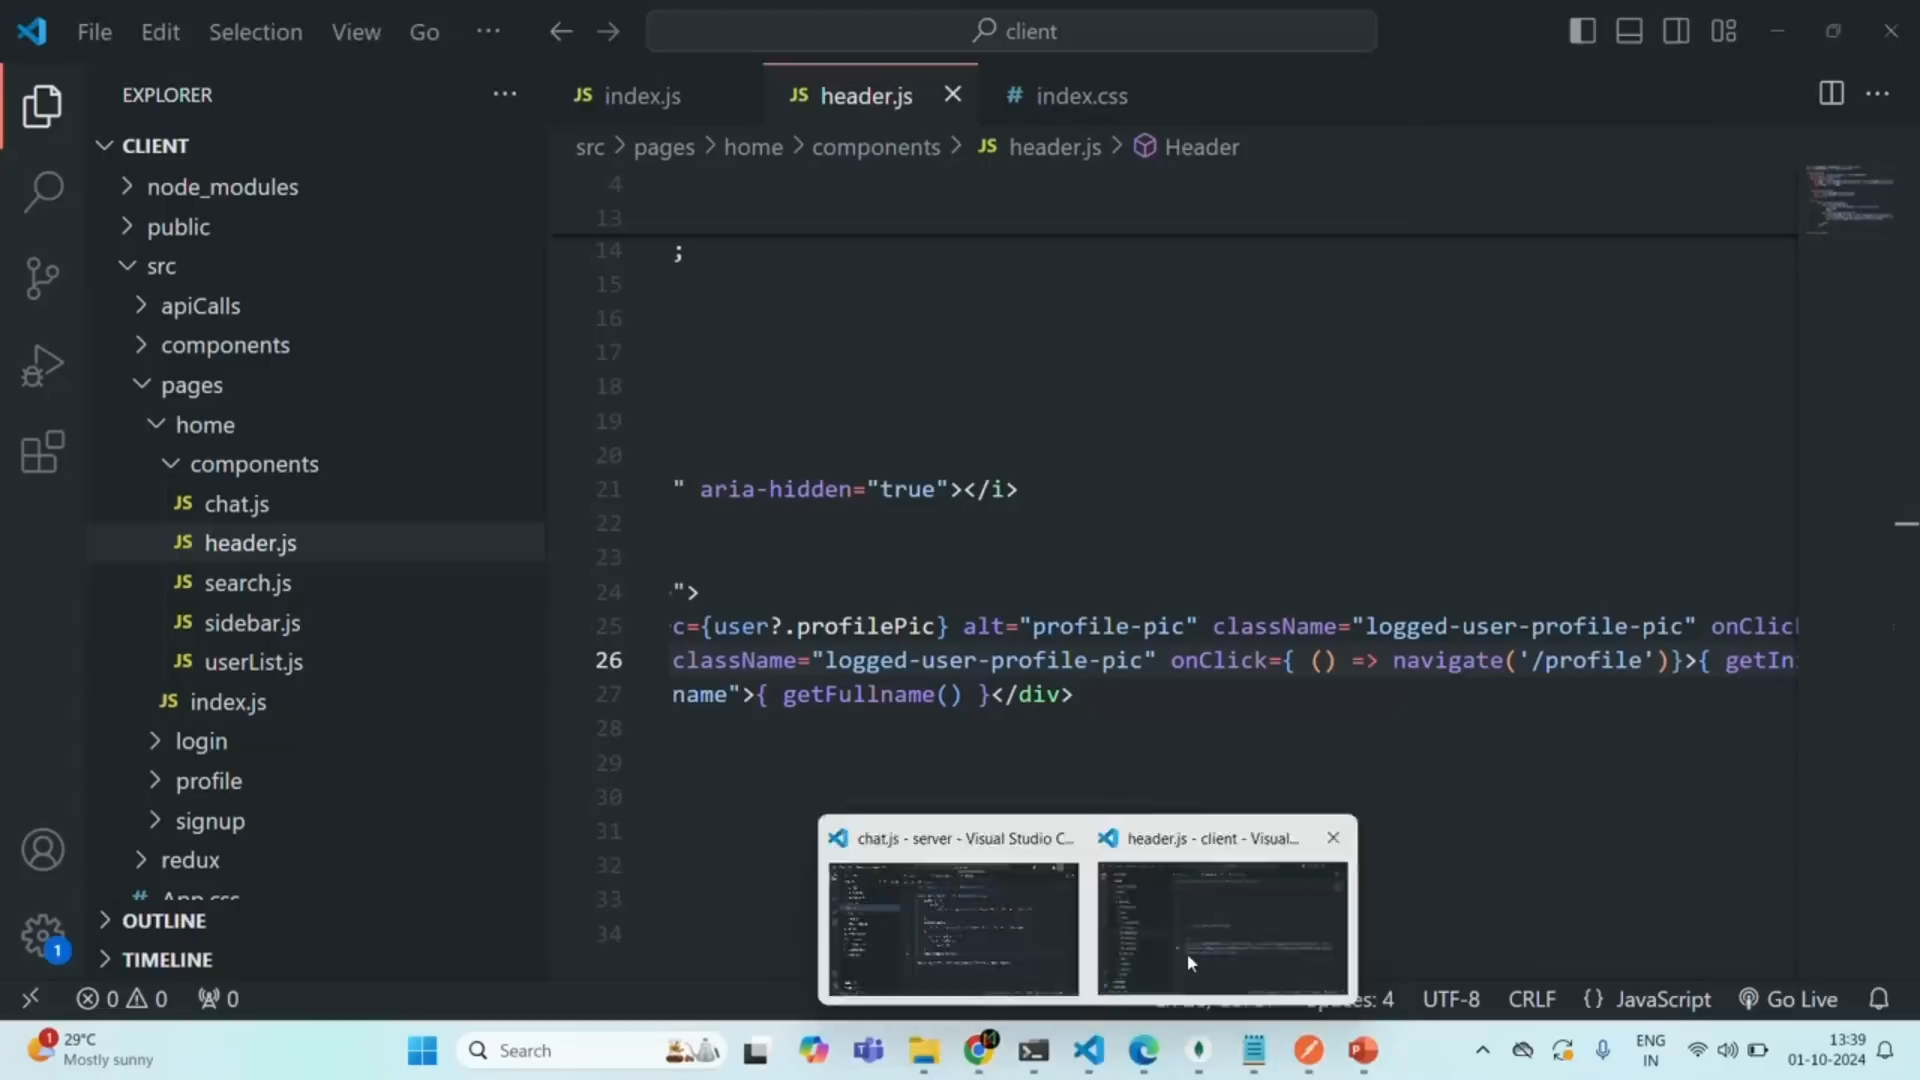 File Edit Selection View Go ··· client
EXPLORER ···
CLIENT
node_modules
public
src
apiCalls
components
pages
home
components
JS chat.js
JS header.js
JS search.js
JS sidebar.js
JS userList.js
JS index.js
login
profile
signup
redux
# App.css
OUTLINE
TIMELINE
1
JS index.js JS header.js # index.css
src > pages > home > components > JS header.js > Header
4
13
14 ;
15
16
17
18
19
20
21 " aria-hidden="true"></i>
22
23
24 ">
25 c={user?.profilePic} alt="profile-pic" className="logged-user-profile-pic" onClic
26 className="logged-user-profile-pic" onClick={ () => navigate('/profile')}>{ getIn
27 name">{ getFullname() }</div>
28
29
30
31
32
33
34
chat.js - server - Visual Studio C... header.js - client - Visual...
0 0 0 Spaces: 4 UTF-8 CRLF {} JavaScript Go Live
1 29°C
Mostly sunny
Search
ENG
IN
13:39
01-10-2024